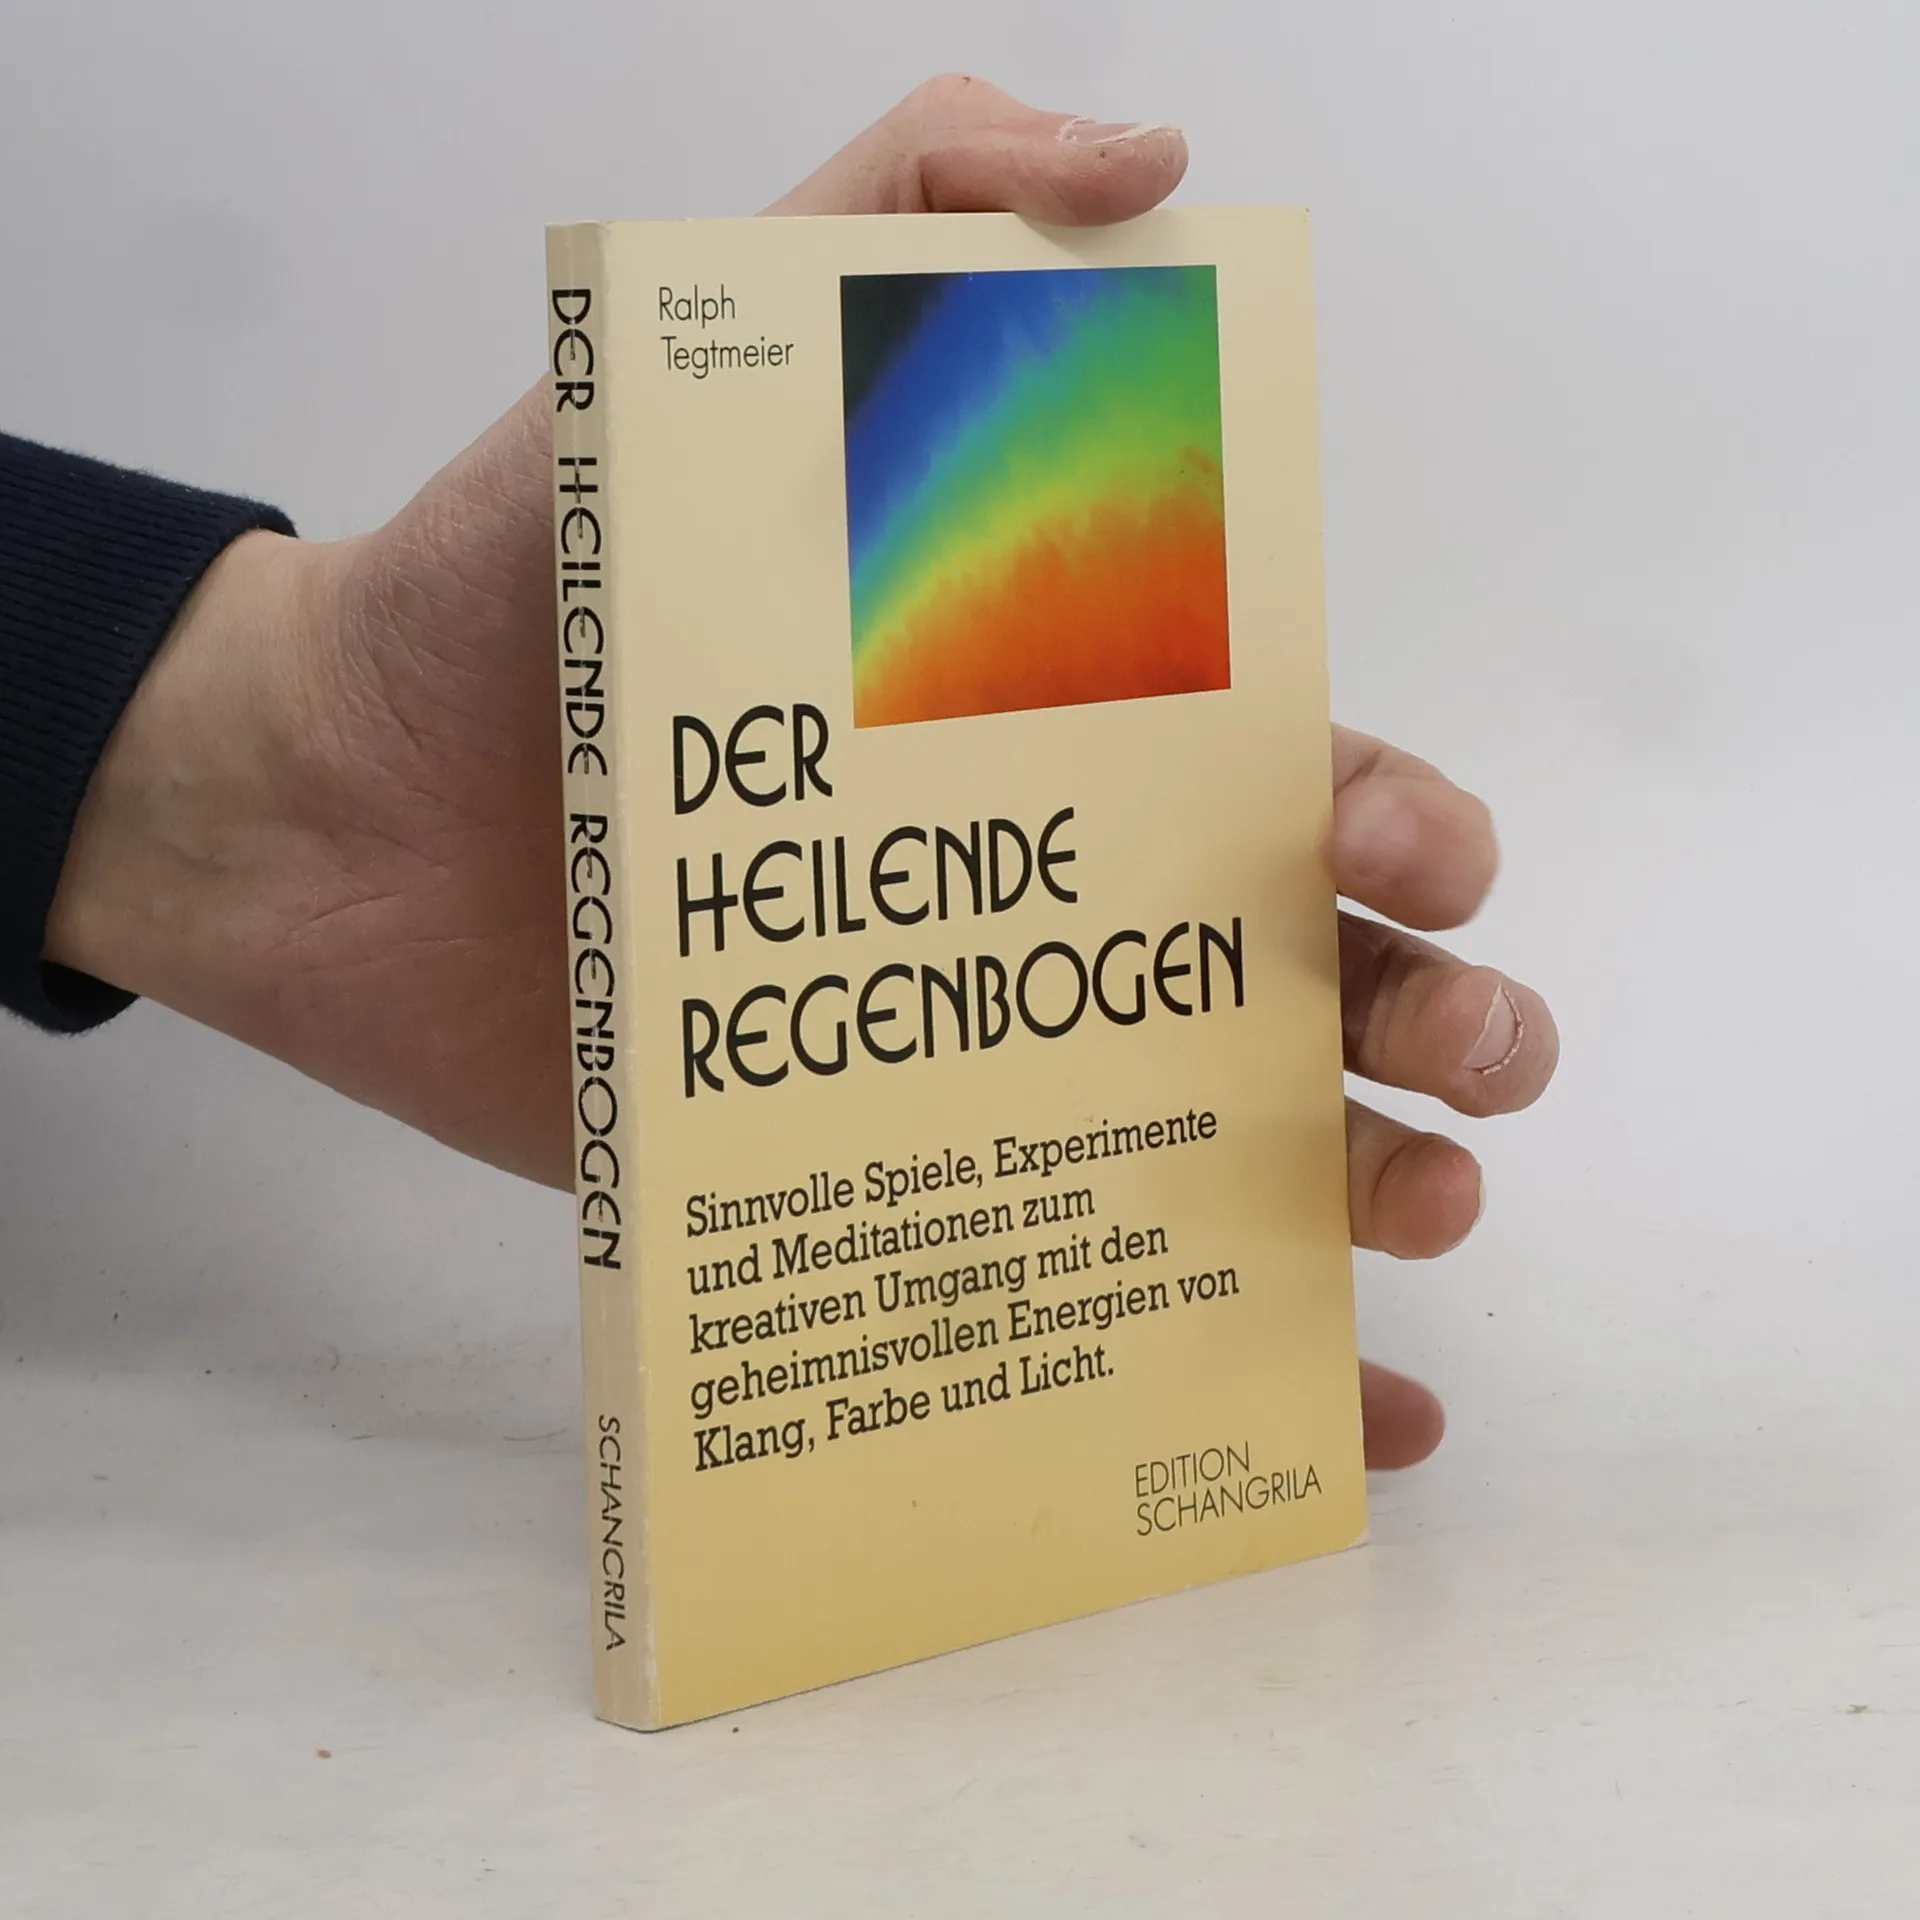 DER HEILENDE REGENBOGEN
SCHANGRILA
Ralph
Tegtmeier
DER
HEILENDE
REGENBOGEN
Sinnvolle Spiele, Experimente
und Meditationen zum
kreativen Umgang mit den
geheimnisvollen Energien von
Klang, Farbe und Licht.
EDITION
SCHANGRILA